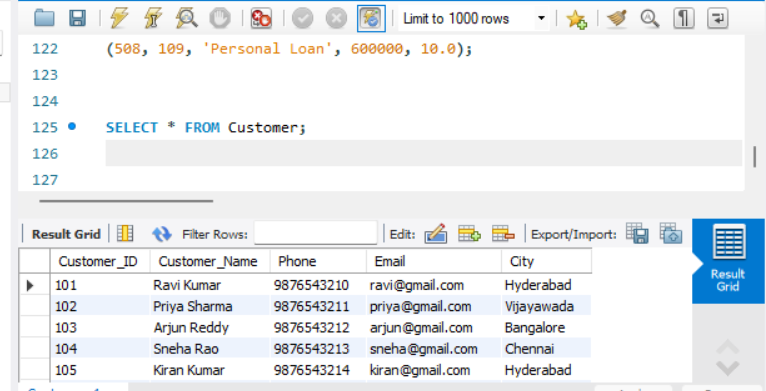 Limit to 1000 rows
122 (508, 109, 'Personal Loan', 600000, 10.0);
123
124
125 SELECT * FROM Customer;
126
127
Result Grid Filter Rows: Edit: Export/Import:
Result Grid
Customer_ID Customer_Name Phone Email City
101 Ravi Kumar 9876543210 ravi@gmail.com Hyderabad
102 Priya Sharma 9876543211 priya@gmail.com Vijayawada
103 Arjun Reddy 9876543212 arjun@gmail.com Bangalore
104 Sneha Rao 9876543213 sneha@gmail.com Chennai
105 Kiran Kumar 9876543214 kiran@gmail.com Hyderabad